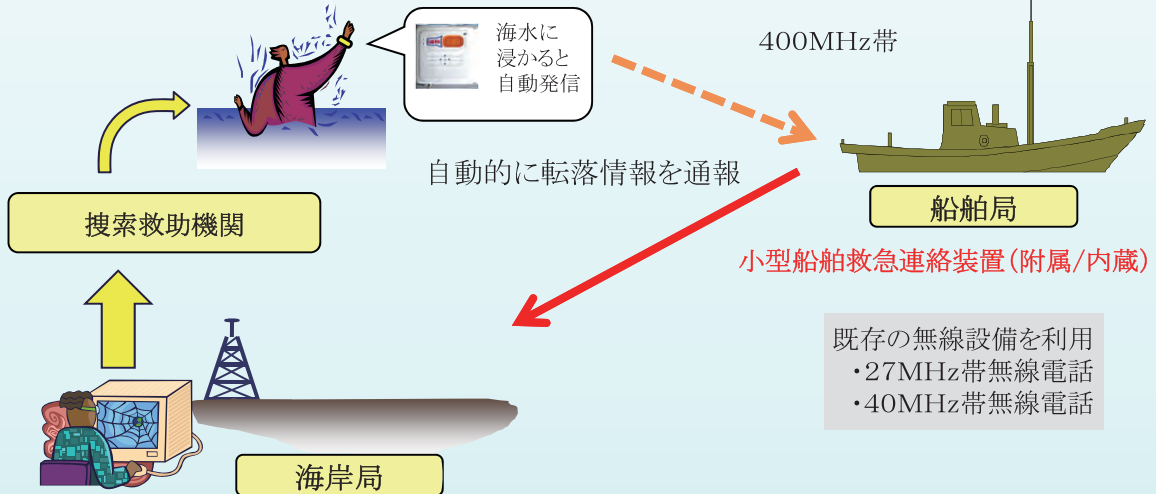 海水に
浸かると
自動発信
400MHz帯
自動的に転落情報を通報
捜索救助機関
船舶局
小型船舶救急連絡装置(附属/内蔵)
既存の無線設備を利用
・27MHz帯無線電話
・40MHz帯無線電話
海岸局